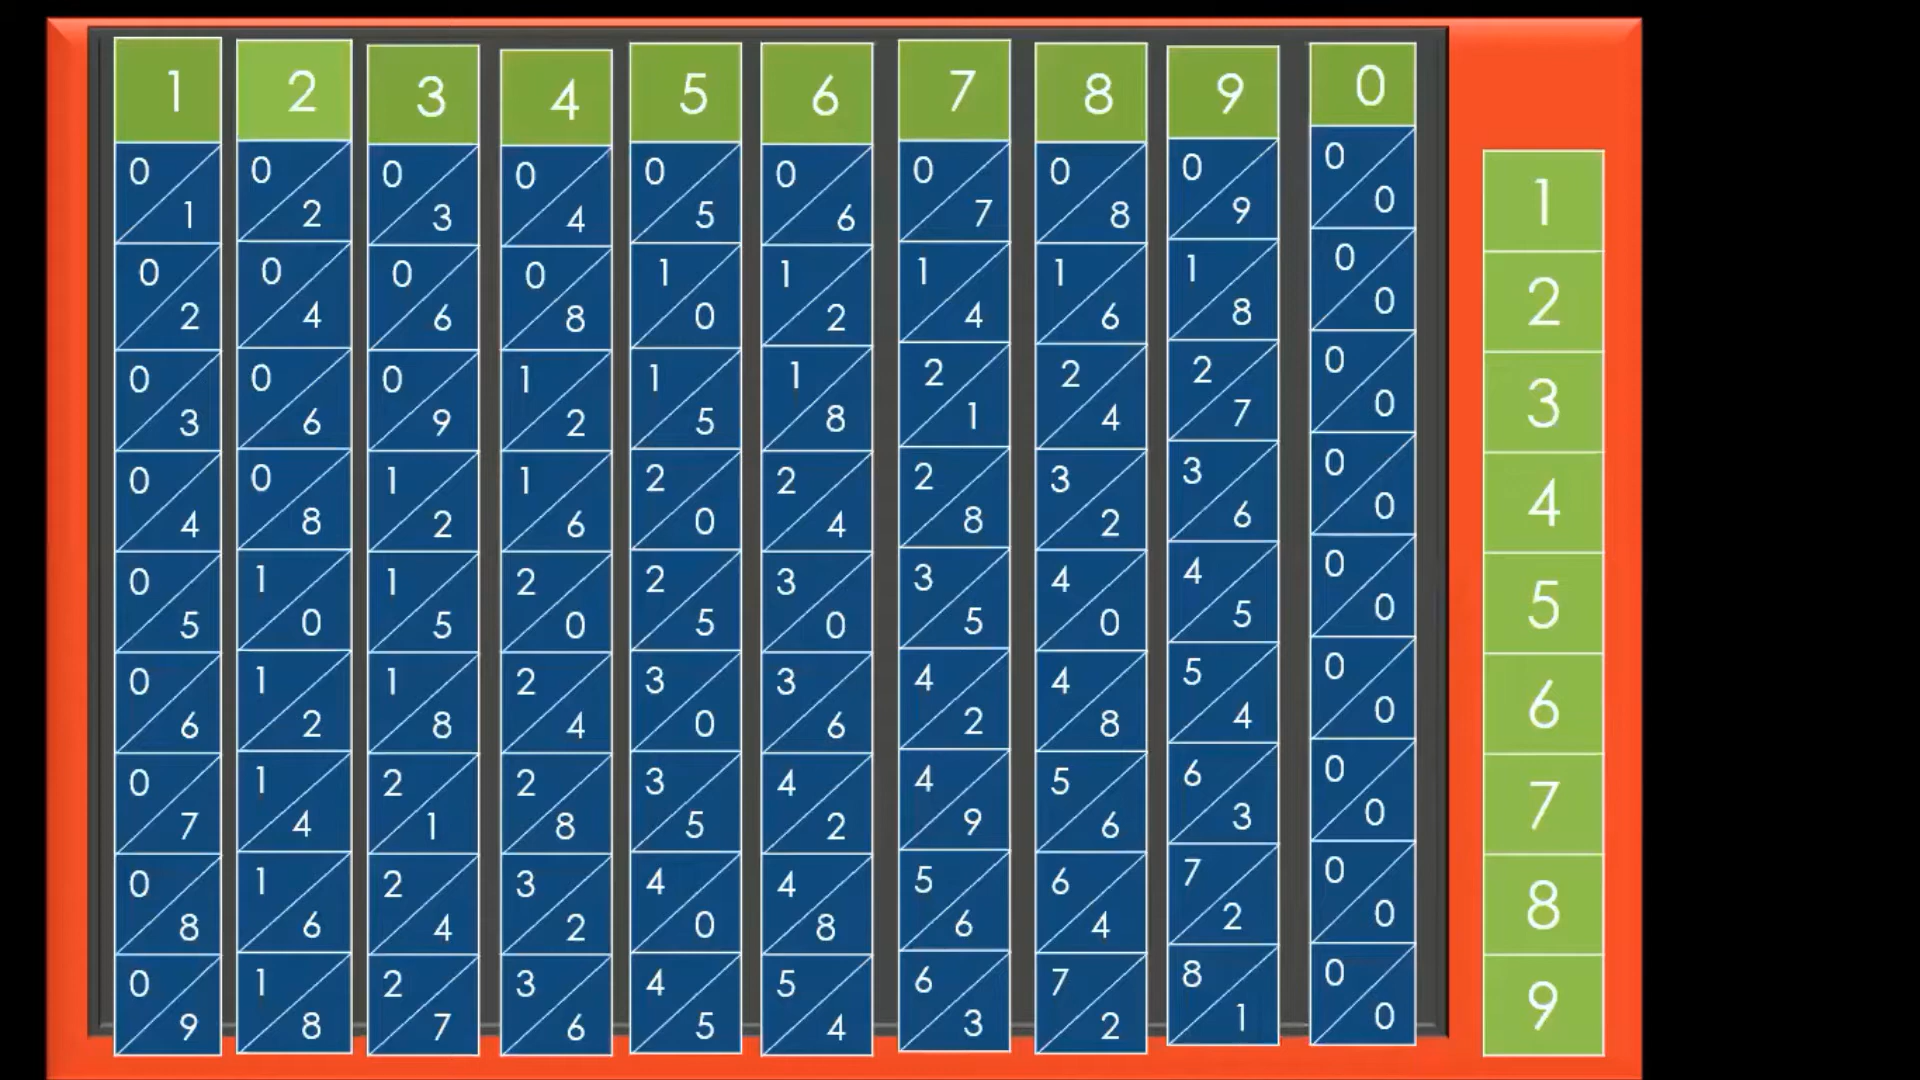 1 2 3 4 5 6 7 8 9 0
0 1 0 2 0 3 0 4 0 5 0 6 0 7 0 8 0 9 0 0 1
0 2 0 4 0 6 0 8 1 0 1 2 1 4 1 6 1 8 0 0 2
0 3 0 6 0 9 1 2 1 5 1 8 2 1 2 4 2 7 0 0 3
0 4 0 8 1 2 1 6 2 0 2 4 2 8 3 2 3 6 0 0 4
0 5 1 0 1 5 2 0 2 5 3 0 3 5 4 0 4 5 0 0 5
0 6 1 2 1 8 2 4 3 0 3 6 4 2 4 8 5 4 0 0 6
0 7 1 4 2 1 2 8 3 5 4 2 4 9 5 6 6 3 0 0 7
0 8 1 6 2 4 3 2 4 0 4 8 5 6 6 4 7 2 0 0 8
0 9 1 8 2 7 3 6 4 5 5 4 6 3 7 2 8 1 0 0 9